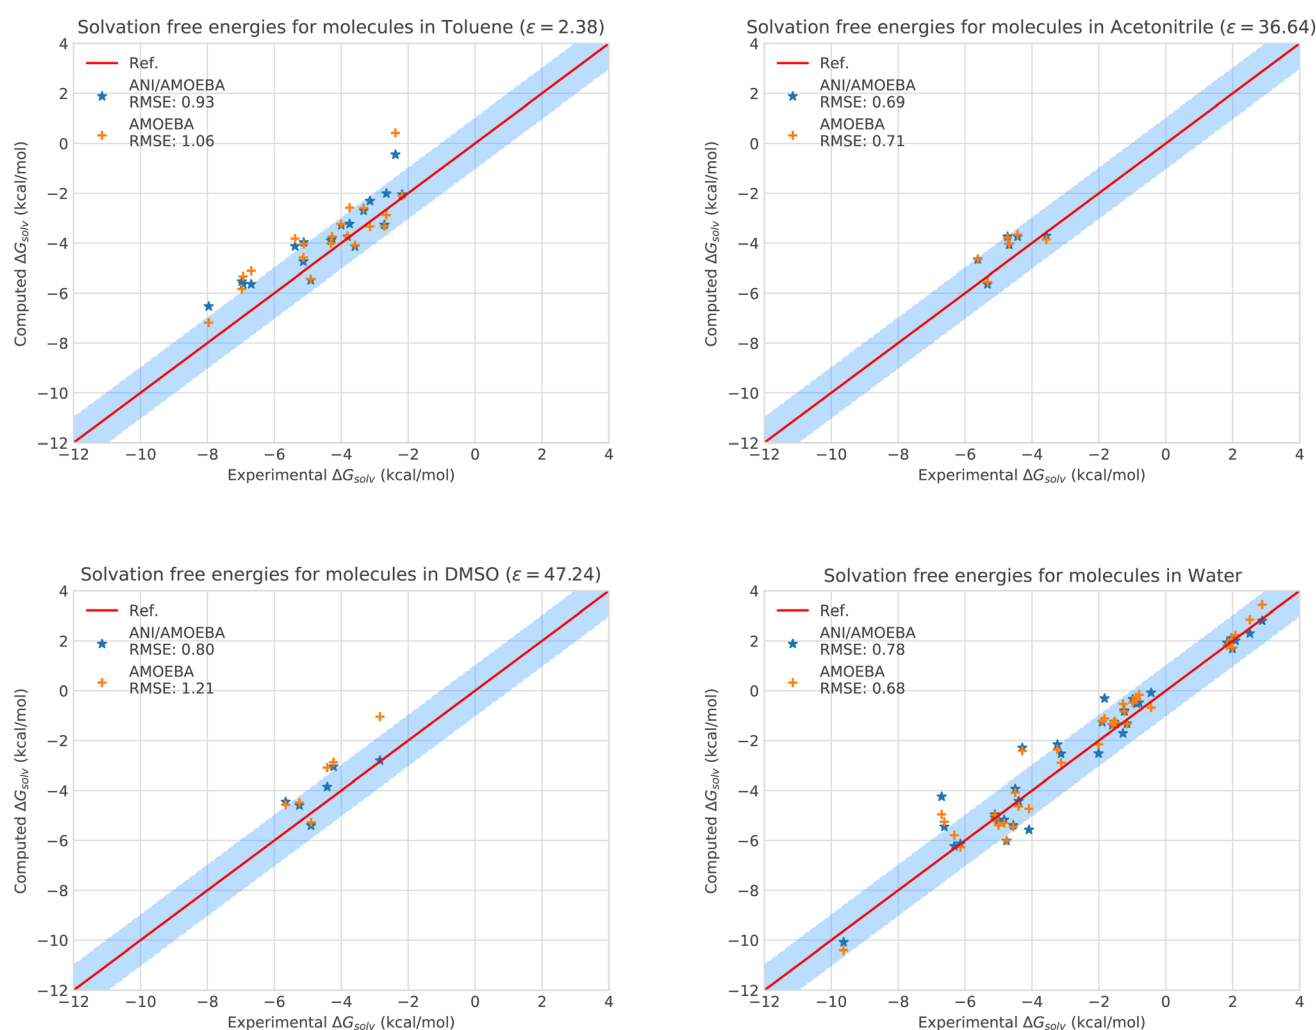 Solvation free energies for molecules in Toluene (ε = 2.38)
4
2
0
−2
−4
−6
−8
−10
−12
Computed ΔGsolv (kcal/mol)
Ref.
ANI/AMOEBA
RMSE: 0.93
AMOEBA
RMSE: 1.06
−12 −10 −8 −6 −4 −2 0 2 4
Experimental ΔGsolv (kcal/mol)
Solvation free energies for molecules in Acetonitrile (ε = 36.64)
4
2
0
−2
−4
−6
−8
−10
−12
Computed ΔGsolv (kcal/mol)
Ref.
ANI/AMOEBA
RMSE: 0.69
AMOEBA
RMSE: 0.71
−12 −10 −8 −6 −4 −2 0 2 4
Experimental ΔGsolv (kcal/mol)
Solvation free energies for molecules in DMSO (ε = 47.24)
4
2
0
−2
−4
−6
−8
−10
−12
Computed ΔGsolv (kcal/mol)
Ref.
ANI/AMOEBA
RMSE: 0.80
AMOEBA
RMSE: 1.21
−12 −10 −8 −6 −4 −2 0 2 4
Experimental ΔGsolv (kcal/mol)
Solvation free energies for molecules in Water
4
2
0
−2
−4
−6
−8
−10
−12
Computed ΔGsolv (kcal/mol)
Ref.
ANI/AMOEBA
RMSE: 0.78
AMOEBA
RMSE: 0.68
−12 −10 −8 −6 −4 −2 0 2 4
Experimental ΔGsolv (kcal/mol)